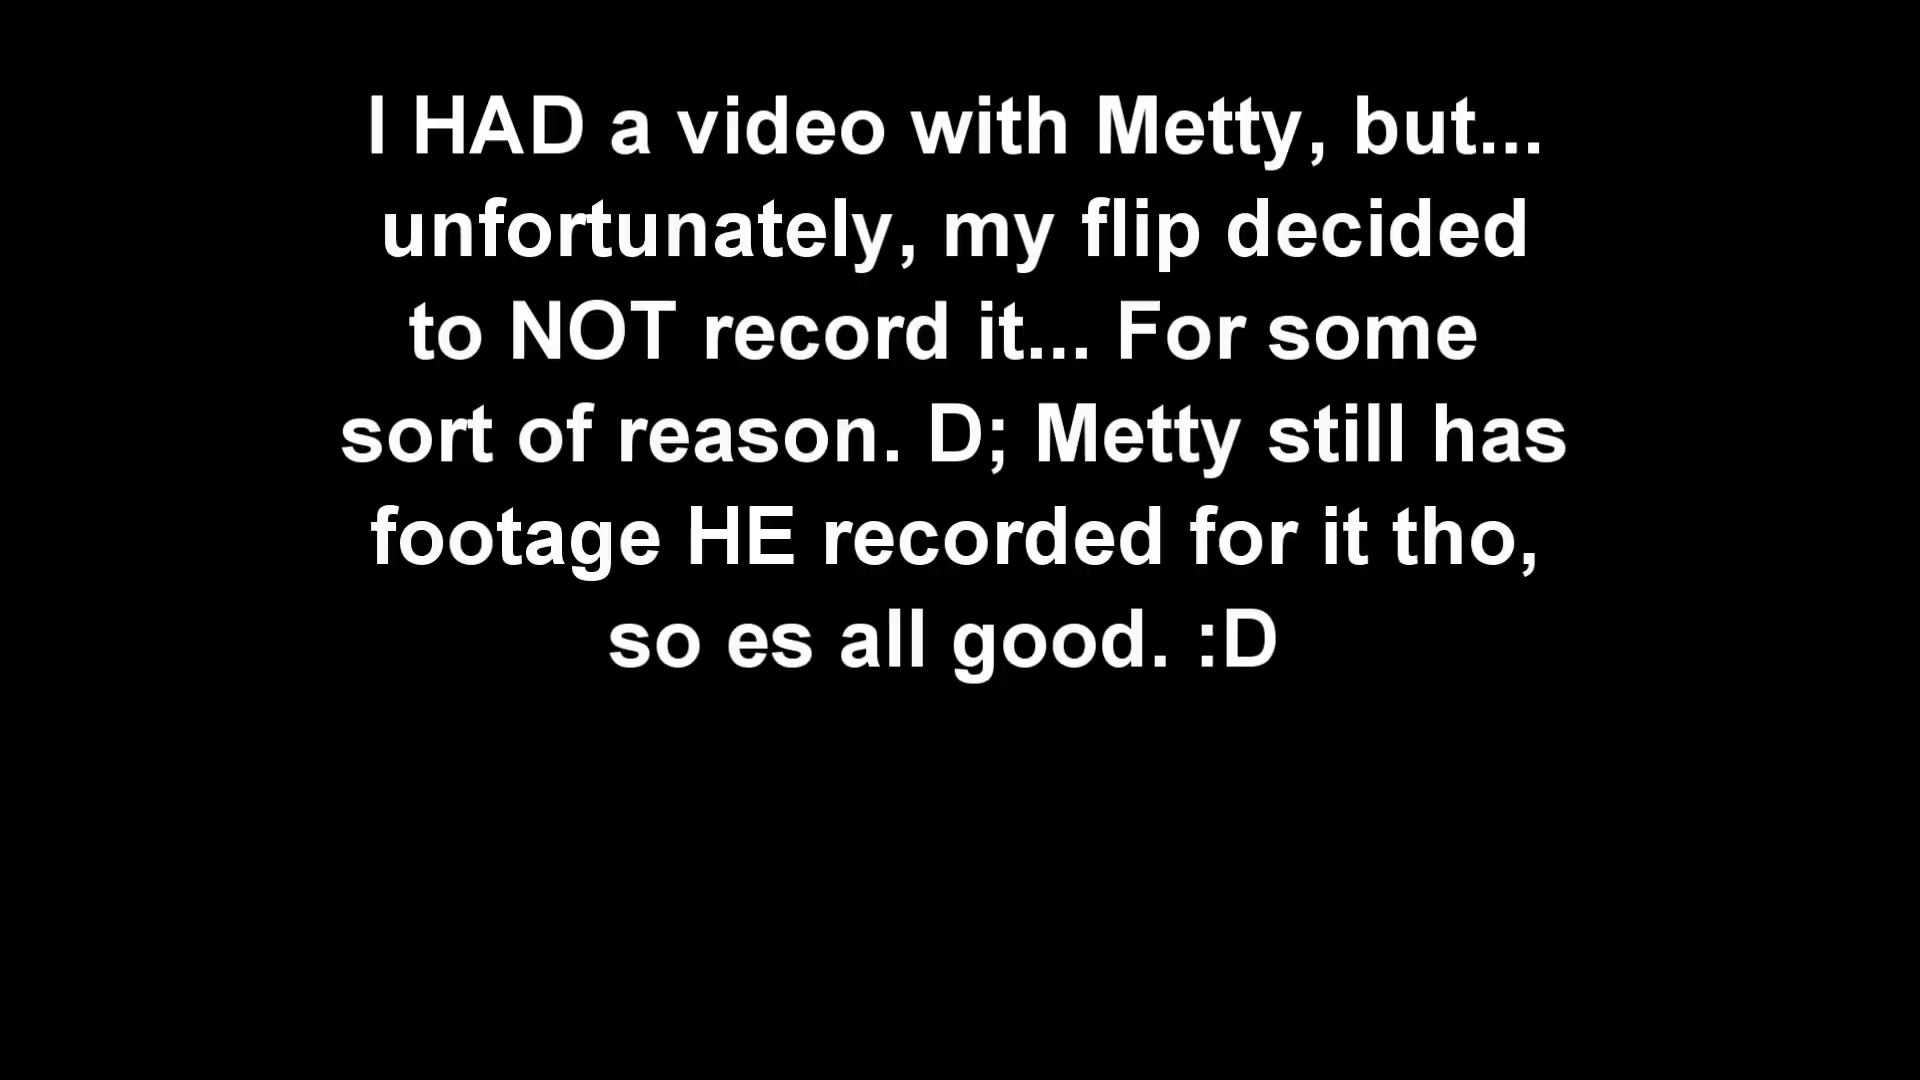 I HAD a video with Metty, but...
unfortunately, my flip decided
to NOT record it... For some
sort of reason. D; Metty still has
footage HE recorded for it tho,
so es all good. :D